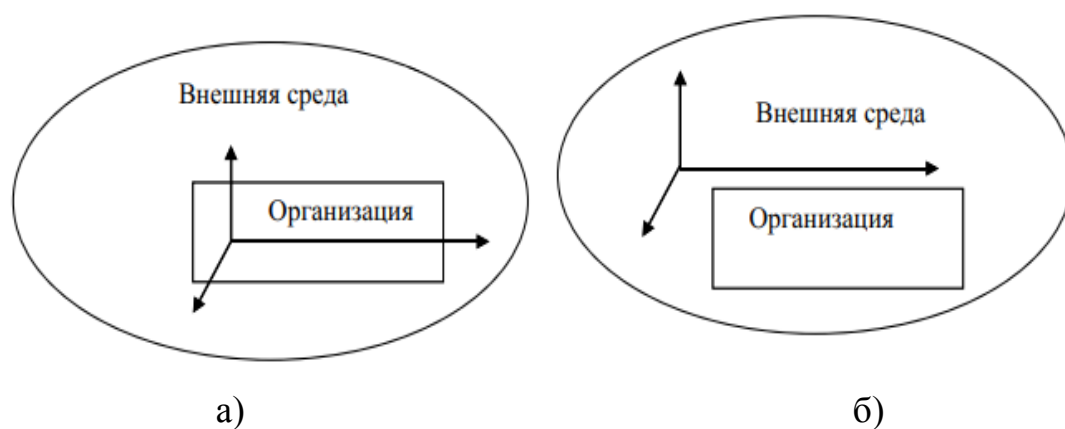 Внешняя среда
Организация
а)
Внешняя среда
Организация
б)